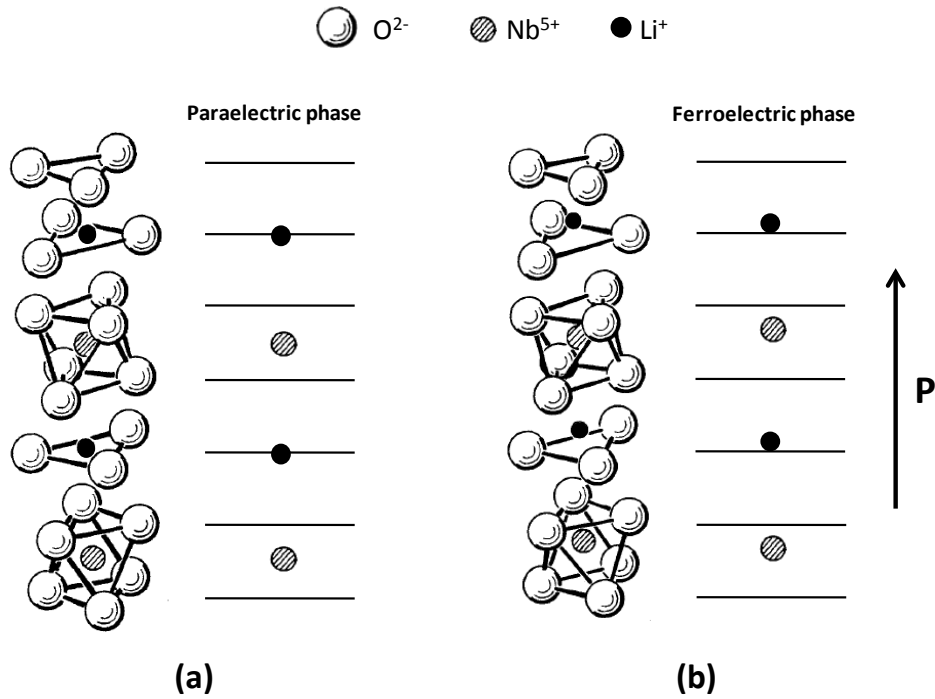 O²⁻ Nb⁵⁺ Li⁺
Paraelectric phase
Ferroelectric phase
P
(a)
(b)